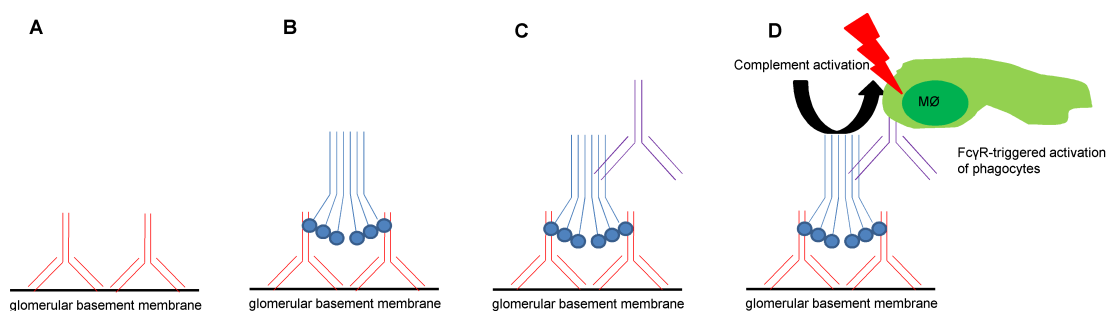 A
B
C
D
Complement activation
MØ
FcγR-triggered activation
of phagocytes
glomerular basement membrane
glomerular basement membrane
glomerular basement membrane
glomerular basement membrane